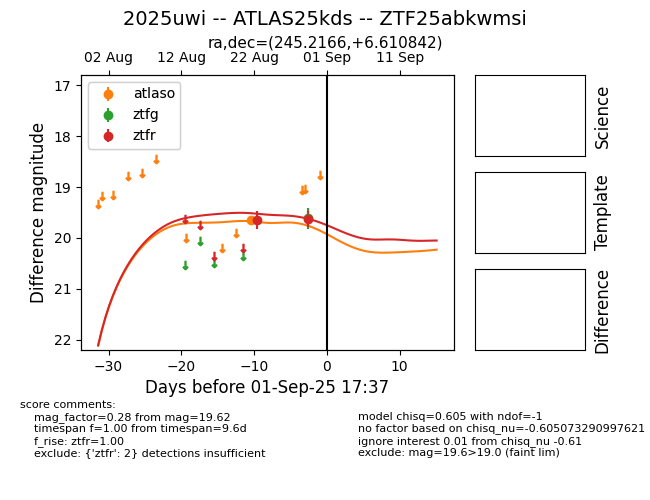 2025uwi -- ATLAS25kds -- ZTF25abkwmsi
ra,dec=(245.2166,+6.610842)
02 Aug 12 Aug 22 Aug 01 Sep 11 Sep
17
18
19
20
21
22
Difference magnitude
atlaso
ztfg
ztfr
−30 −20 −10 0 10
Days before 01-Sep-25 17:37
Science
Template
Difference
score comments:
mag_factor=0.28 from mag=19.62
timespan f=1.00 from timespan=9.6d
f_rise: ztfr=1.00
exclude: {'ztfr': 2} detections insufficient
model chisq=0.605 with ndof=-1
no factor based on chisq_nu=-0.605073290997621
ignore interest 0.01 from chisq_nu -0.61
exclude: mag=19.6>19.0 (faint lim)